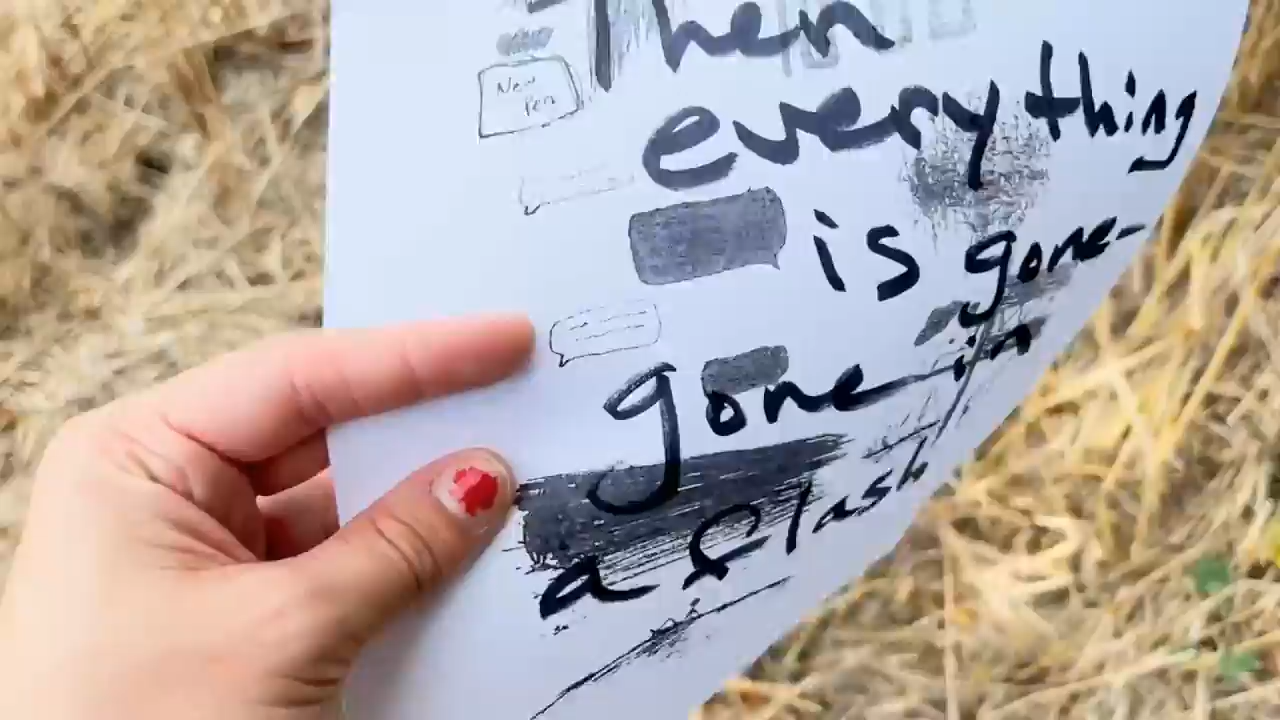 Then
New
Pen
everything
is gone-
gone in
a flash